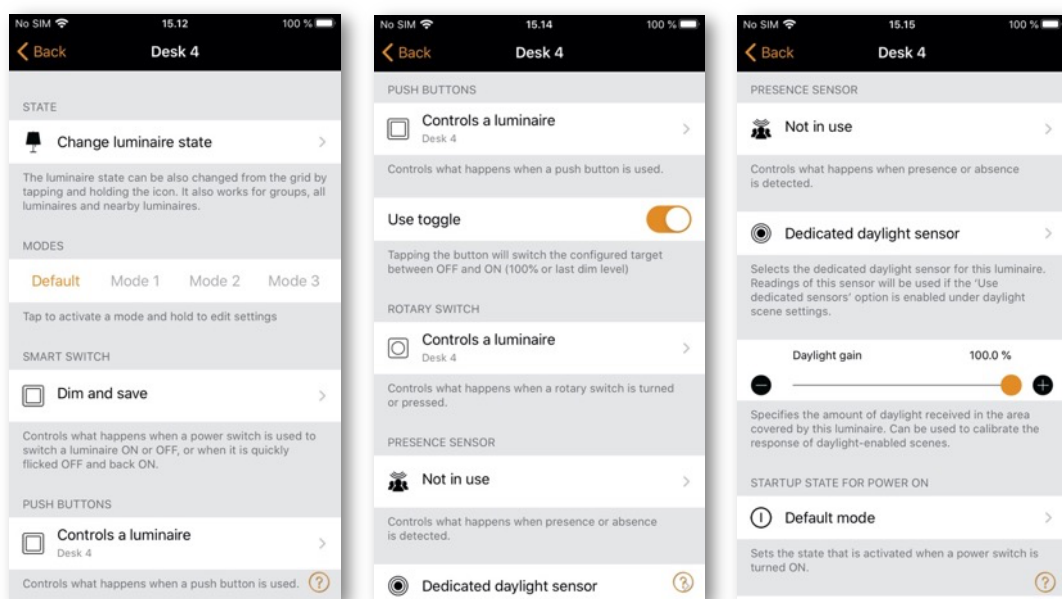 No SIM 15.12 100 %
Back Desk 4
STATE
Change luminaire state
The luminaire state can be also changed from the grid by
tapping and holding the icon. It also works for groups, all
luminaires and nearby luminaires.
MODES
Default Mode 1 Mode 2 Mode 3
Tap to activate a mode and hold to edit settings
SMART SWITCH
Dim and save
Controls what happens when a power switch is used to
switch a luminaire ON or OFF, or when it is quickly
flicked OFF and back ON.
PUSH BUTTONS
Controls a luminaire
Desk 4
Controls what happens when a push button is used. ?
No SIM 15.14 100 %
Back Desk 4
PUSH BUTTONS
Controls a luminaire
Desk 4
Controls what happens when a push button is used.
Use toggle
Tapping the button will switch the configured target
between OFF and ON (100% or last dim level)
ROTARY SWITCH
Controls a luminaire
Desk 4
Controls what happens when a rotary switch is turned
or pressed.
PRESENCE SENSOR
Not in use
Controls what happens when presence or absence
is detected.
Dedicated daylight sensor ?
No SIM 15.15 100 %
Back Desk 4
PRESENCE SENSOR
Not in use
Controls what happens when presence or absence
is detected.
Dedicated daylight sensor
Selects the dedicated daylight sensor for this luminaire.
Readings of this sensor will be used if the 'Use
dedicated sensors' option is enabled under daylight
scene settings.
Daylight gain 100.0 %
Specifies the amount of daylight received in the area
covered by this luminaire. Can be used to calibrate the
response of daylight-enabled scenes.
STARTUP STATE FOR POWER ON
Default mode
Sets the state that is activated when a power switch is
turned ON.
?